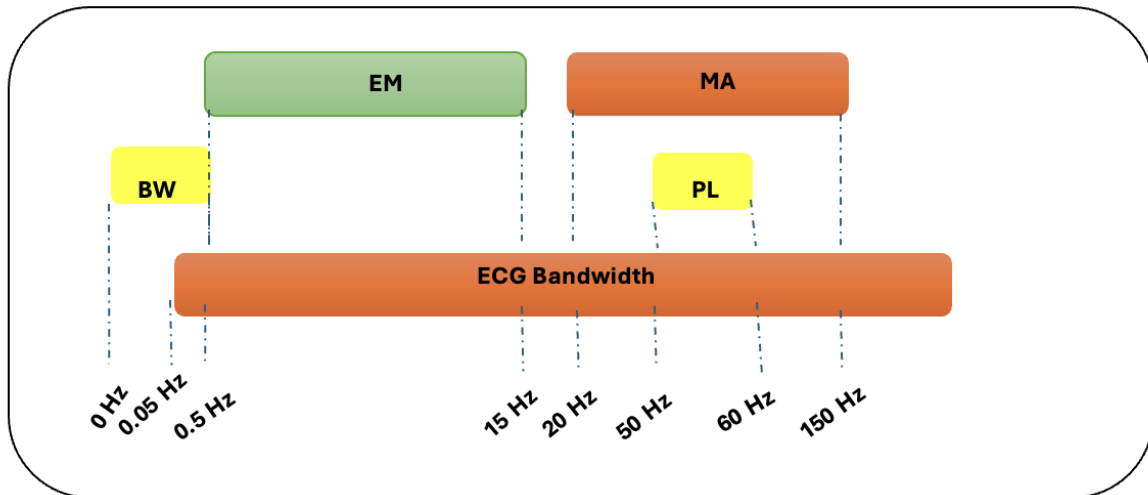 EM
MA
BW
PL
ECG Bandwidth
0 Hz
0.05 Hz
0.5 Hz
15 Hz
20 Hz
50 Hz
60 Hz
150 Hz